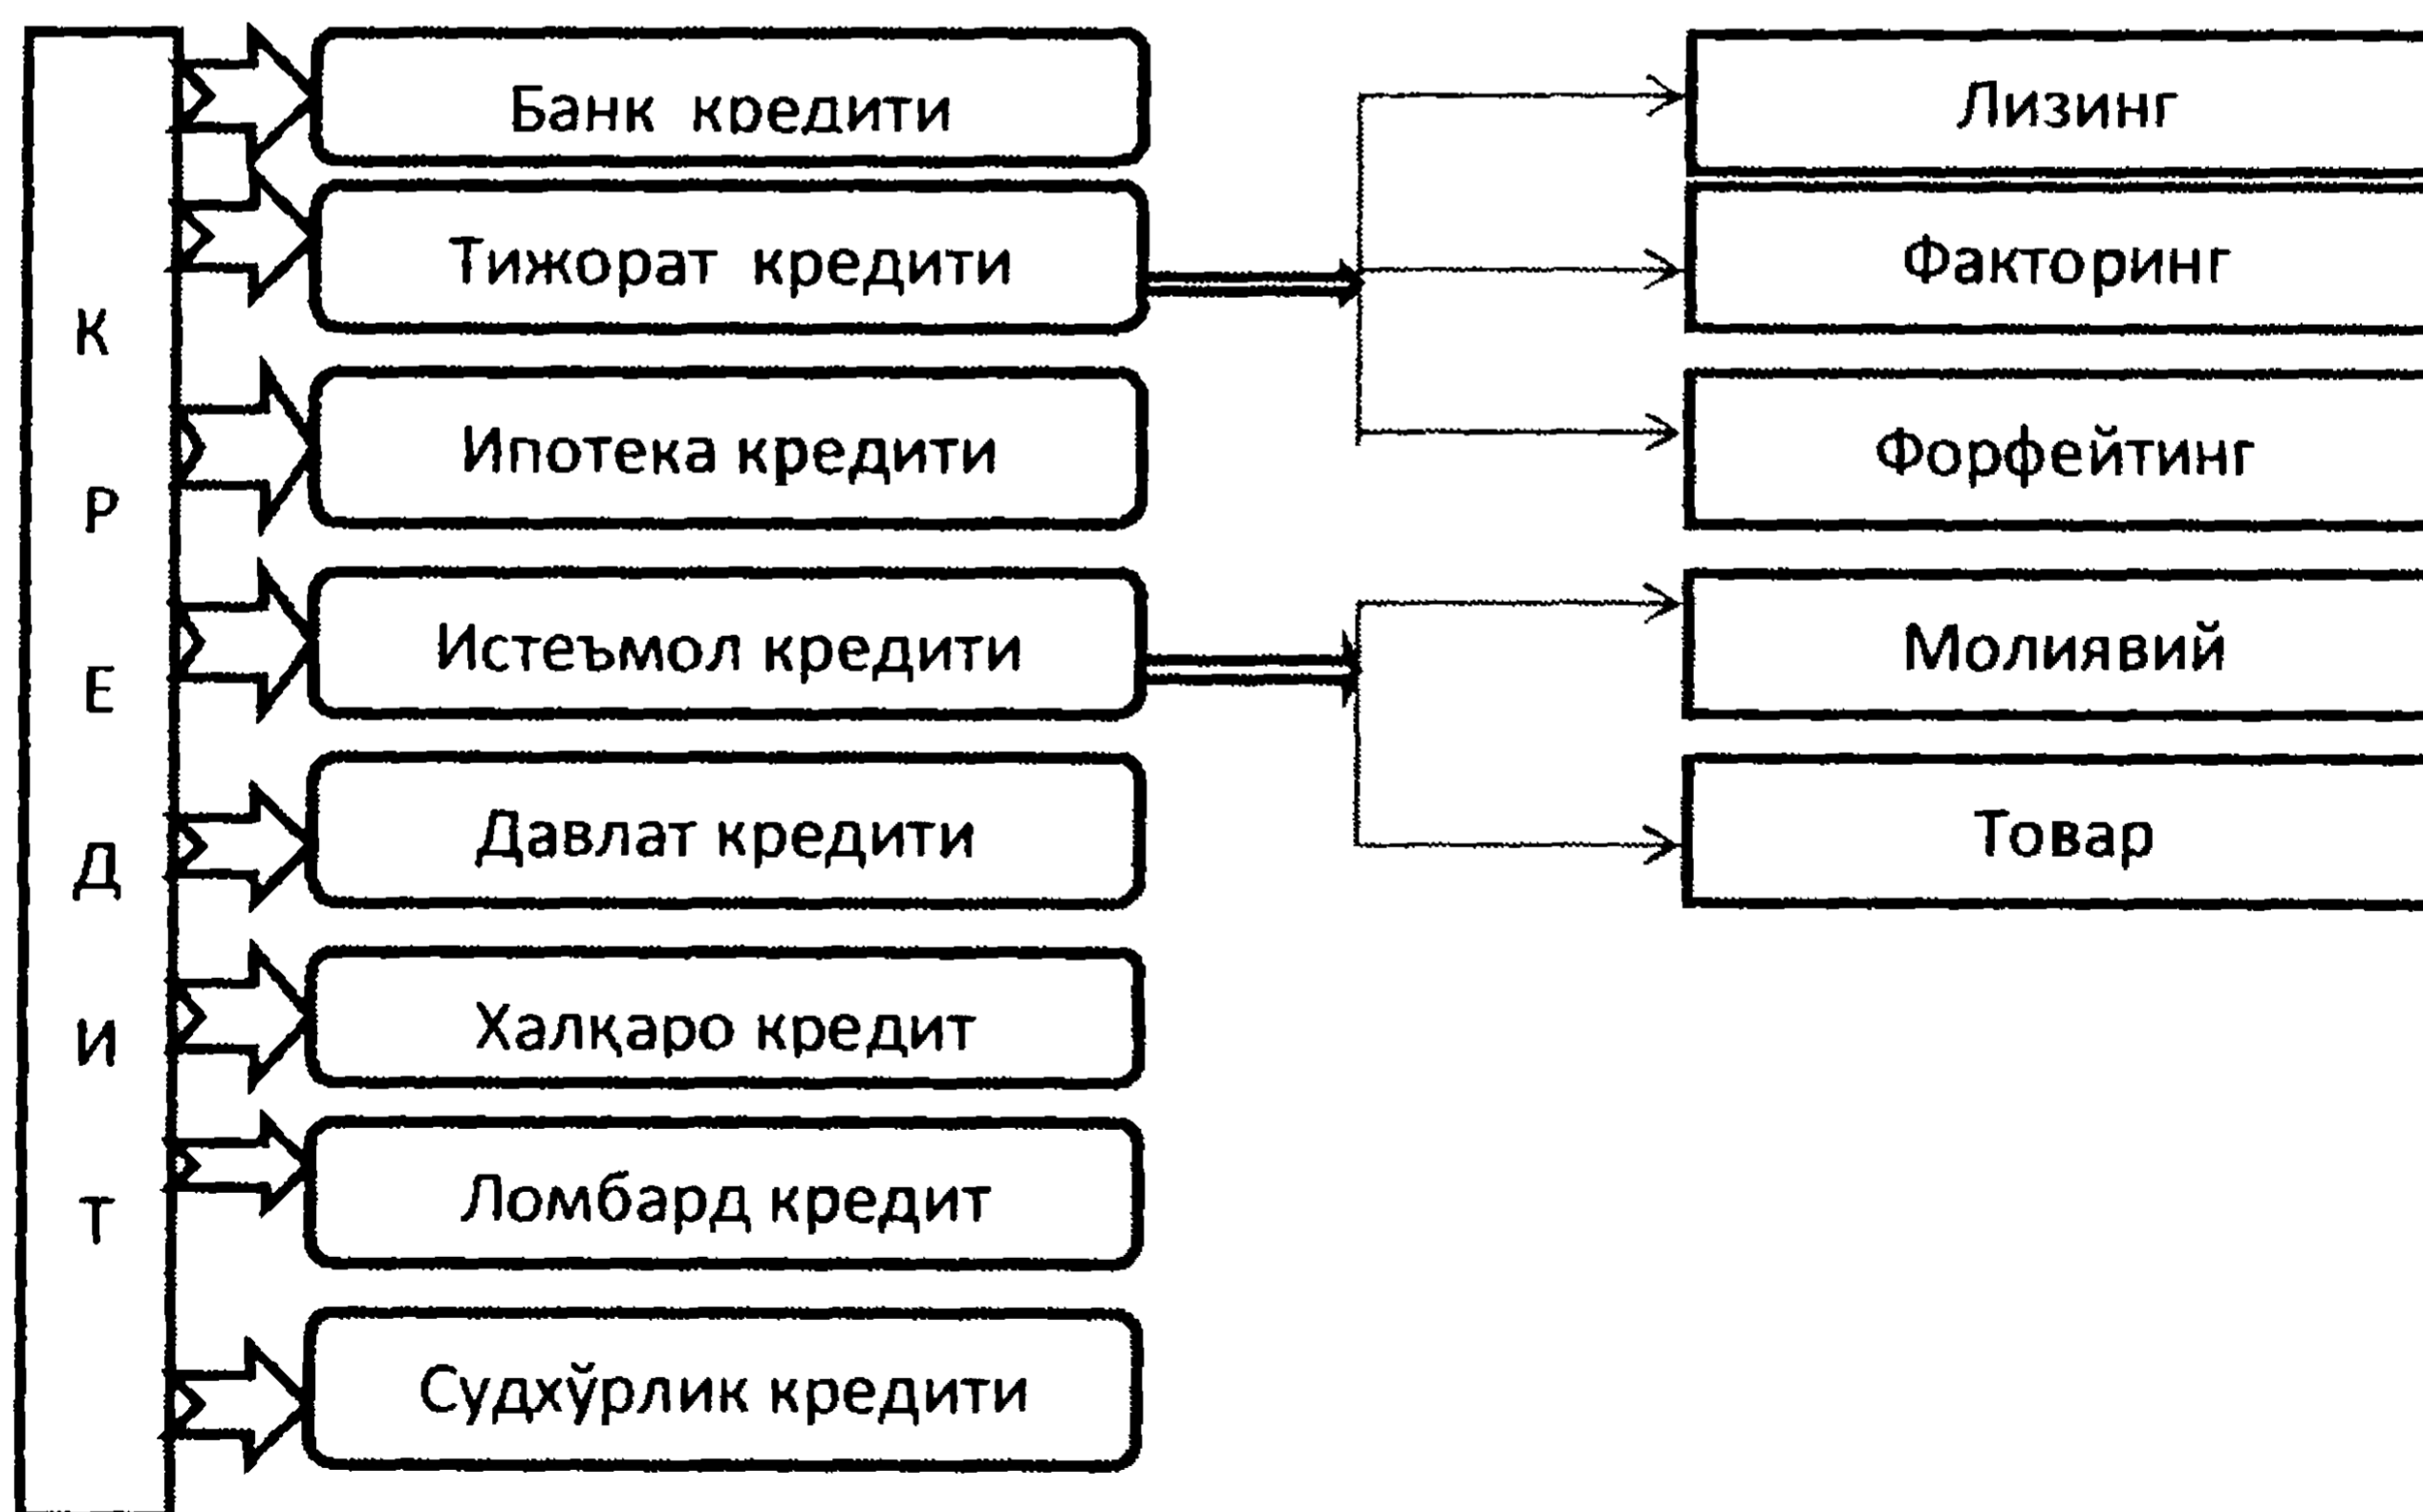 КРЕДИТ
Банк кредити
Тижорат кредити
Ипотека кредити
Истеъмол кредити
Давлат кредити
Халқаро кредит
Ломбард кредит
Судхўрлик кредити
Лизинг
Факторинг
Форфейтинг
Молиявий
Товар